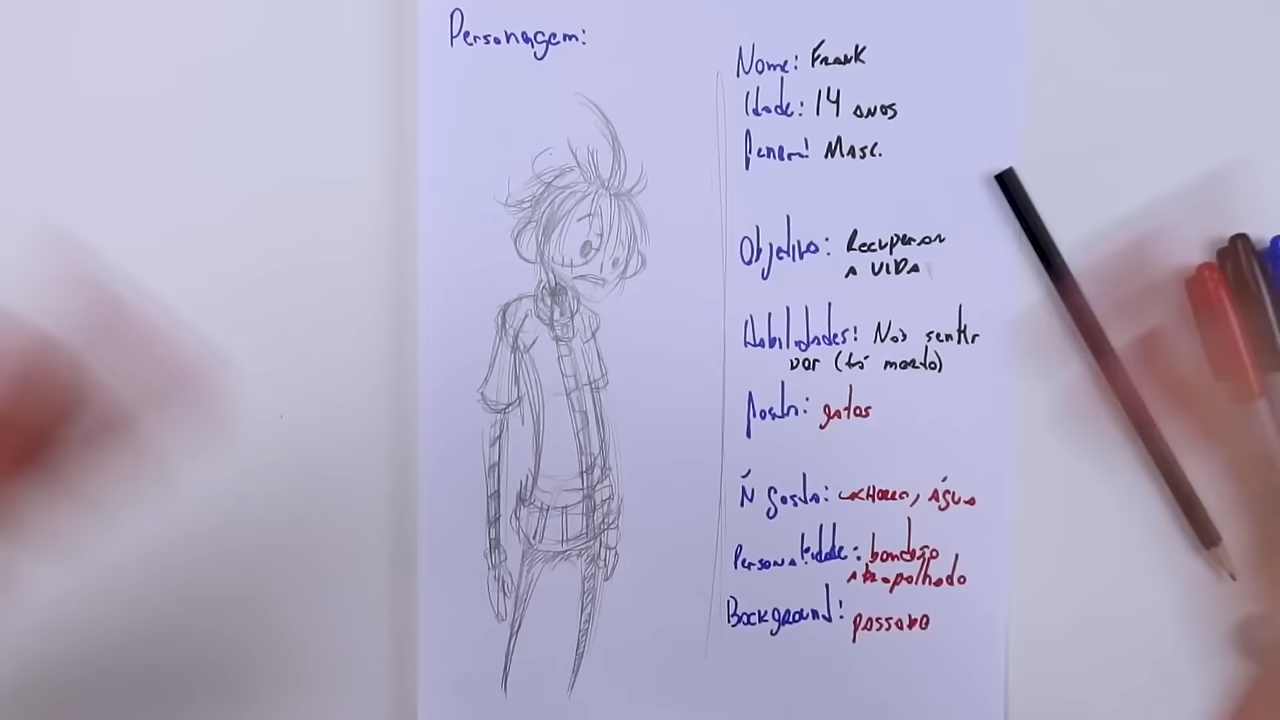 Personagem:
Nome: Frank
Idade: 14 anos
Genero: Masc.
Objetivo: Recuperar
a vida
Habilidades: Não sentir
dor (tá morto)
Gosta: gatos
Ñ gosta: cachorro, água
Personalidade: bondoso
atrapalhado
Background: passado